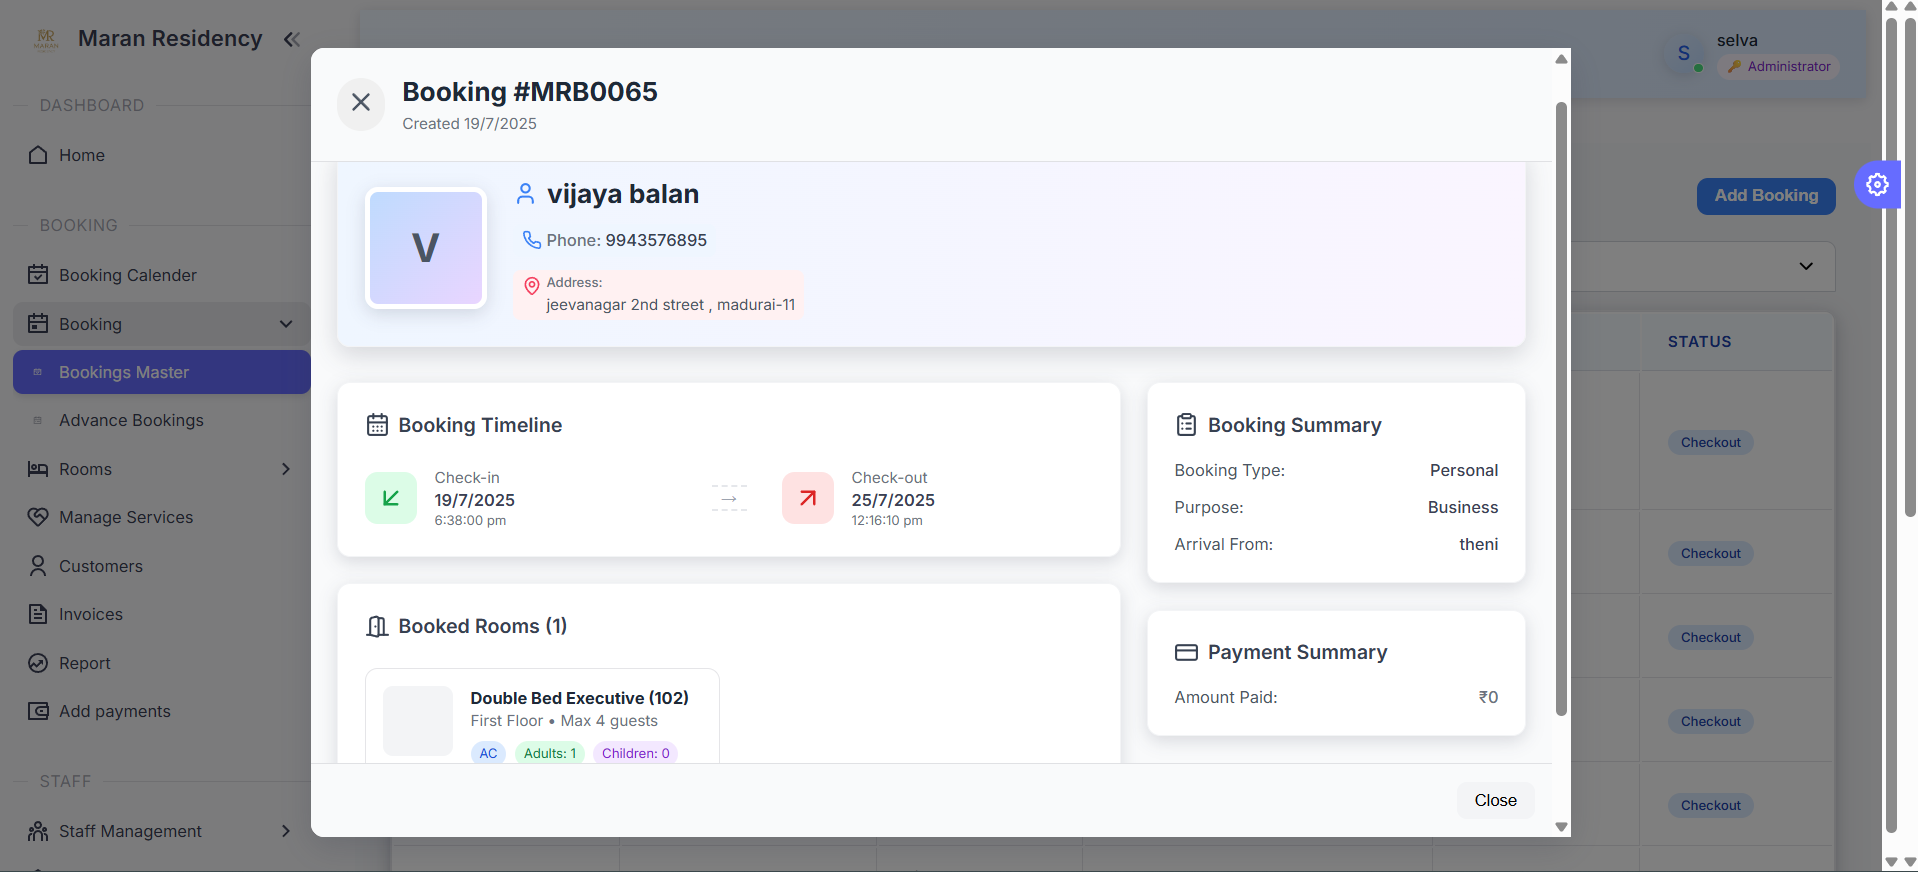 MR
MARAN
Maran Residency
selva
S
Administrator
DASHBOARD
Home
BOOKING
Booking Calender
Booking
Bookings Master
Advance Bookings
Rooms
Manage Services
Customers
Invoices
Report
Add payments
STAFF
Staff Management
Add Booking
STATUS
Checkout
Checkout
Checkout
Checkout
Checkout
Booking #MRB0065
Created 19/7/2025
V
vijaya balan
Phone: 9943576895
Address:
jeevanagar 2nd street , madurai-11
Booking Timeline
Check-in
19/7/2025
6:38:00 pm
→
Check-out
25/7/2025
12:16:10 pm
Booked Rooms (1)
Double Bed Executive (102)
First Floor • Max 4 guests
AC Adults: 1 Children: 0
Booking Summary
Booking Type: Personal
Purpose: Business
Arrival From: theni
Payment Summary
Amount Paid: ₹0
Close